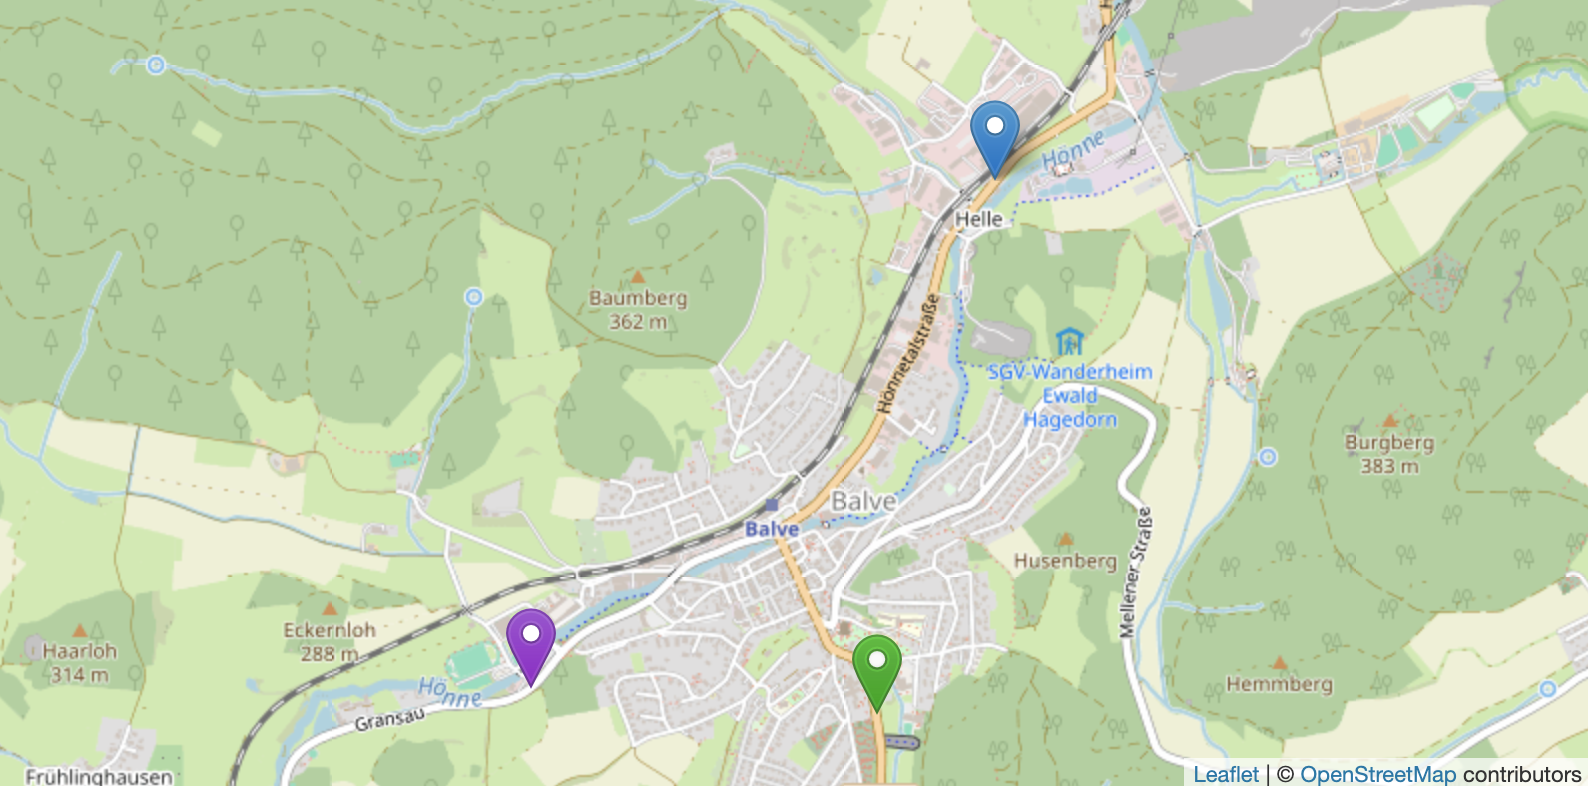 Hönne
Helle
Baumberg
362 m
Hönnetalstraße
SGV-Wanderheim
Ewald
Hagedorn
Burgberg
383 m
Balve
Balve
Husenberg
Mellener Straße
Eckernloh
288 m
Haarloh
314 m
Hönne
Gransau
Hemmberg
Frühlinghausen
Leaflet | © OpenStreetMap contributors